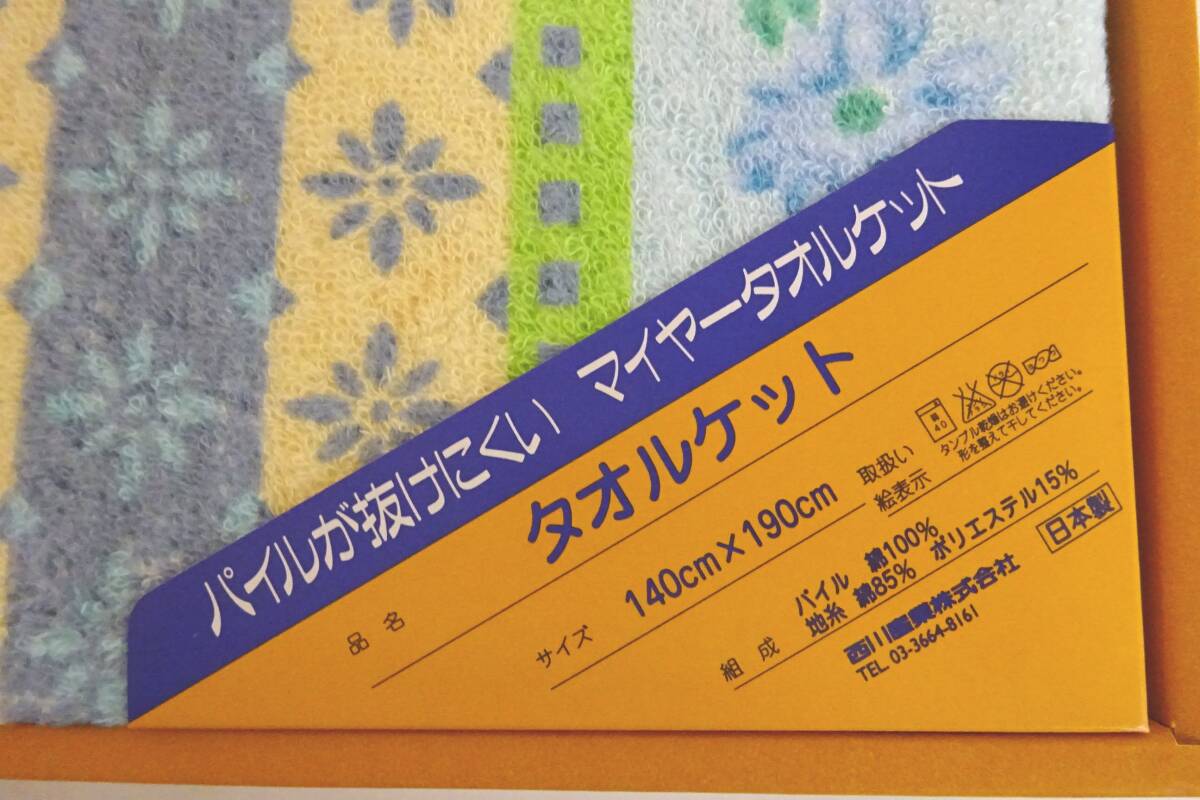 パイルが抜けにくい マイヤータオルケット
品名 タオルケット
サイズ 140cm×190cm
取扱い
絵表示
40
タンブル乾燥はお避けください。
形を整えて干してください。
組成 パイル 綿100%
地糸 綿85% ポリエステル15%
西川産業株式会社
TEL 03-3664-8161
日本製